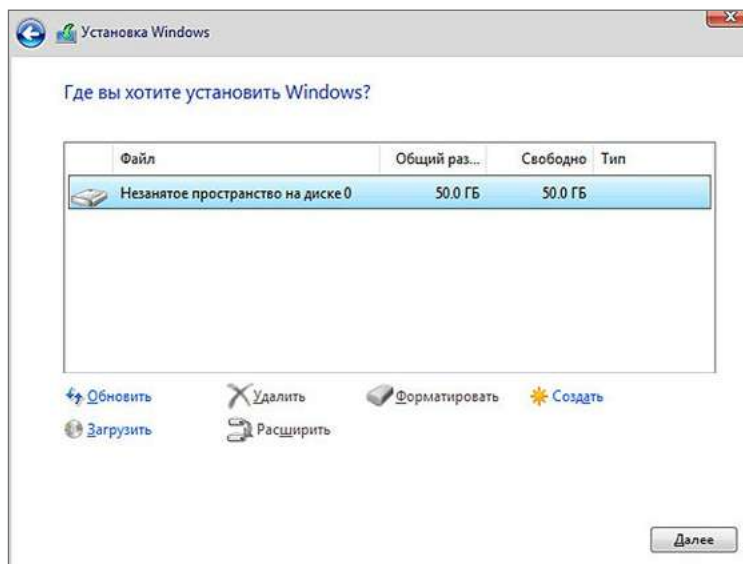 Установка Windows
Где вы хотите установить Windows?
Файл Общий раз... Свободно Тип
Незанятое пространство на диске 0 50.0 ГБ 50.0 ГБ
Обновить Удалить Форматировать Создать
Загрузить Расширить
Далее